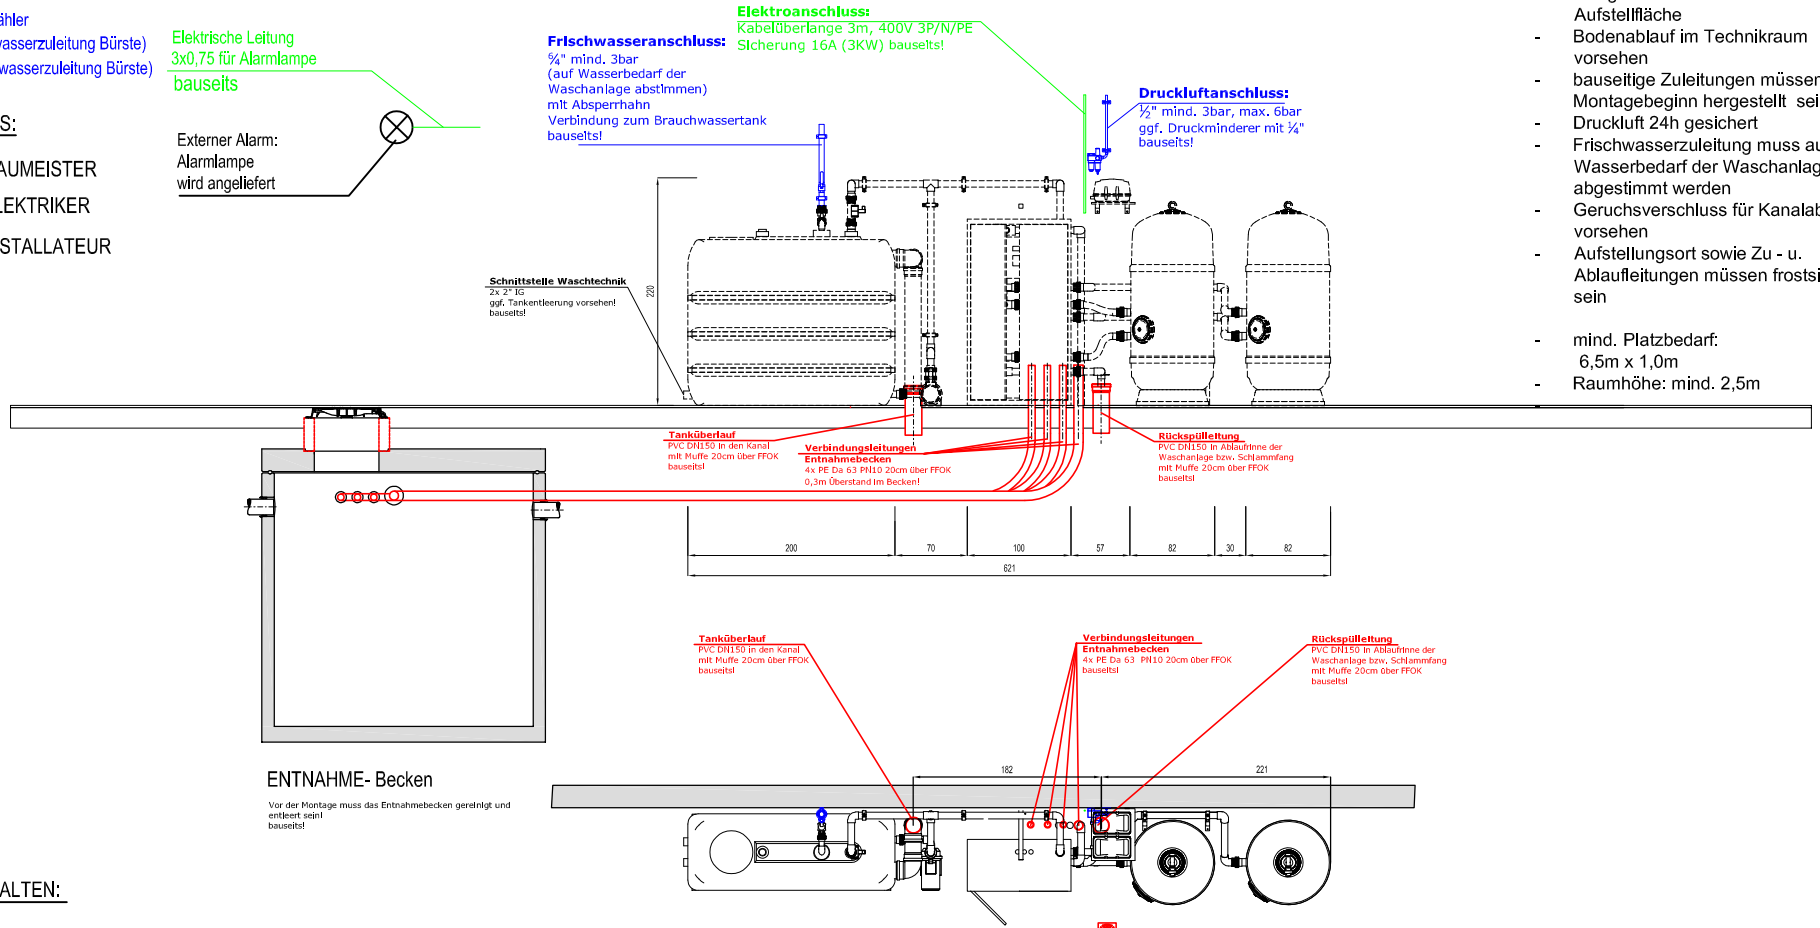 wasserzuleitung Bürste)
wasserzuleitung Bürste)
Elektrische Leitung
3x0,75 für Alarmlampe
bauseits
Externer Alarm:
Alarmlampe
wird angeliefert
S:
AUMEISTER
LEKTRIKER
STALLATEUR
Frischwasseranschluss:
5⁄4" mind. 3bar
(auf Wasserbedarf der
Waschanlage abstimmen)
mit Absperrhahn
Verbindung zum Brauchwassertank
bauseits!
Elektroanschluss:
Kabelüberlänge 3m, 400V 3P/N/PE
Sicherung 16A (3KW) bauseits!
Druckluftanschluss:
½" mind. 3bar, max. 6bar
ggf. Druckminderer mit ¼"
bauseits!
Aufstellfläche
- Bodenablauf im Technikraum
vorsehen
- bauseitige Zuleitungen müssen
Montagebeginn hergestellt sei
- Druckluft 24h gesichert
- Frischwasserzuleitung muss au
Wasserbedarf der Waschanlag
abgestimmt werden
- Geruchsverschluss für Kanalab
vorsehen
- Aufstellungsort sowie Zu - u.
Ablaufleitungen müssen frostsi
sein
- mind. Platzbedarf:
6,5m x 1,0m
- Raumhöhe: mind. 2,5m
Schnittstelle Waschtechnik
2x 2" IG
ggf. Tankentleerung vorsehen!
bauseits!
220
Tanküberlauf
PVC DN150 in den Kanal
mit Muffe 20cm über FFOK
bauseits!
Verbindungsleitungen
Entnahmebecken
4x PE Da 63 PN10 20cm über FFOK
0,3m Überstand im Becken!
Rückspülleitung
PVC DN150 in Ablaufrinne der
Waschanlage bzw. Schlammfang
mit Muffe 20cm über FFOK
bauseits!
200
70
100
57
82
30
82
621
Tanküberlauf
PVC DN150 in den Kanal
mit Muffe 20cm über FFOK
bauseits!
Verbindungsleitungen
Entnahmebecken
4x PE Da 63 PN10 20cm über FFOK
bauseits!
Rückspülleitung
PVC DN150 in Ablaufrinne der
Waschanlage bzw. Schlammfang
mit Muffe 20cm über FFOK
bauseits!
182
221
ENTNAHME- Becken
Vor der Montage muss das Entnahmebecken gereinigt und
entleert sein!
bauseits!
ALTEN: